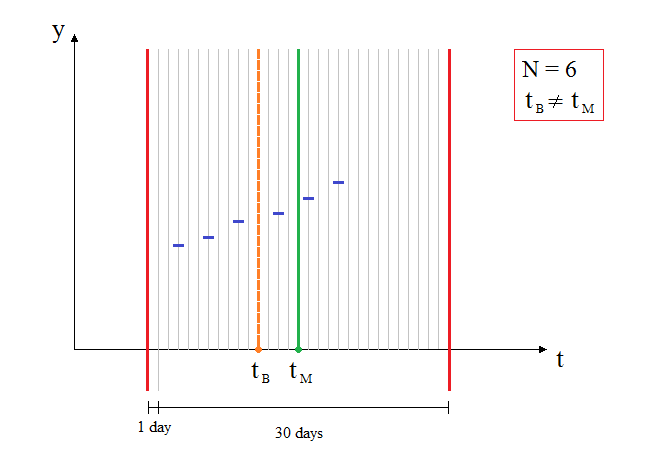 y
N = 6
t_B ≠ t_M
t_B t_M
t
1 day
30 days